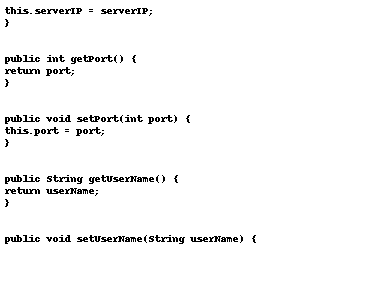 this.serverIP = serverIP;
}
public int getPort() {
return port;
}
public void setPort(int port) {
this.port = port;
}
public String getUserName() {
return userName;
}
public void setUserName(String userName) {